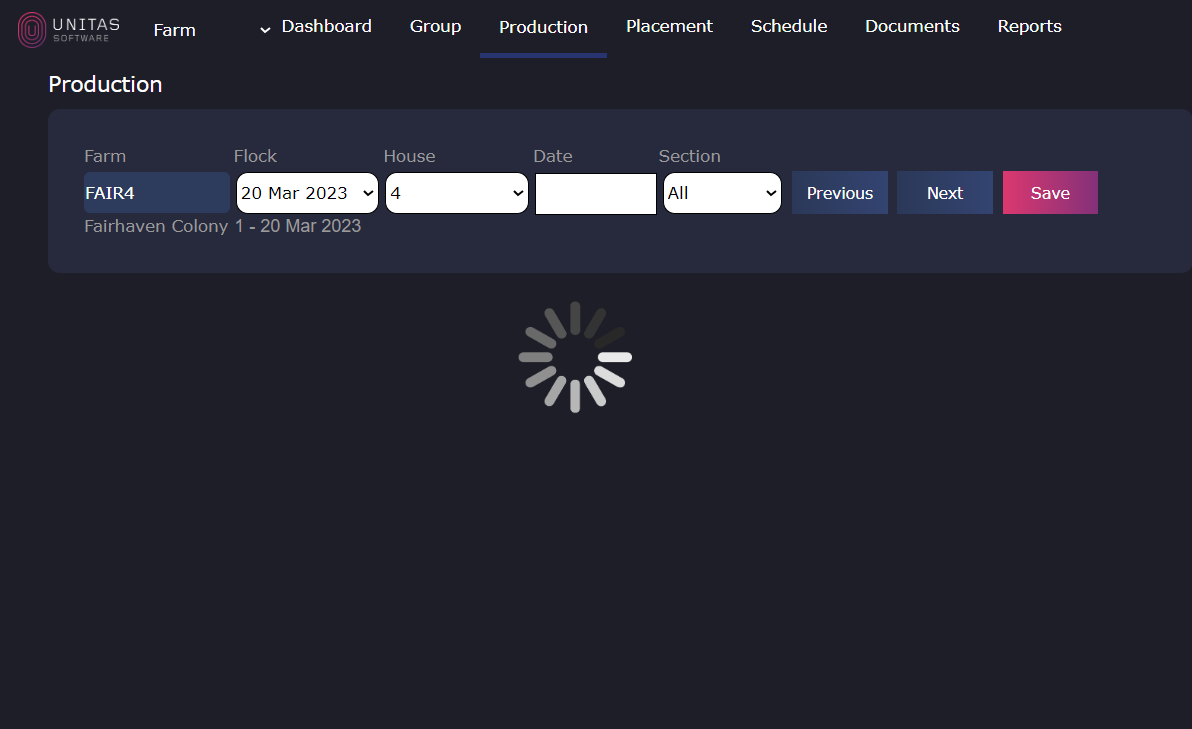 UNITAS
SOFTWARE
Farm Dashboard Group Production Placement Schedule Documents Reports
Production
Farm Flock House Date Section
FAIR4 20 Mar 2023 4 All Previous Next Save
Fairhaven Colony 1 - 20 Mar 2023